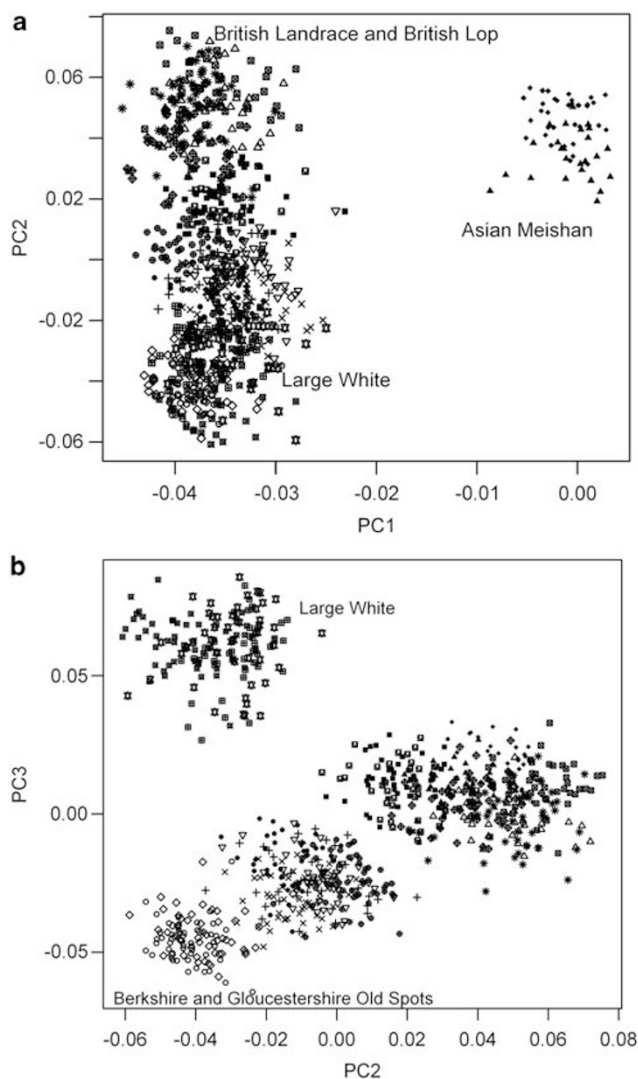 a
British Landrace and British Lop
0.06
0.02
-0.02
-0.06
PC2
Asian Meishan
Large White
-0.04
-0.03
-0.02
-0.01
0.00
PC1
b
Large White
0.05
0.00
-0.05
PC3
Berkshire and Gloucestershire Old Spots
-0.06
-0.04
-0.02
0.00
0.02
0.04
0.06
0.08
PC2